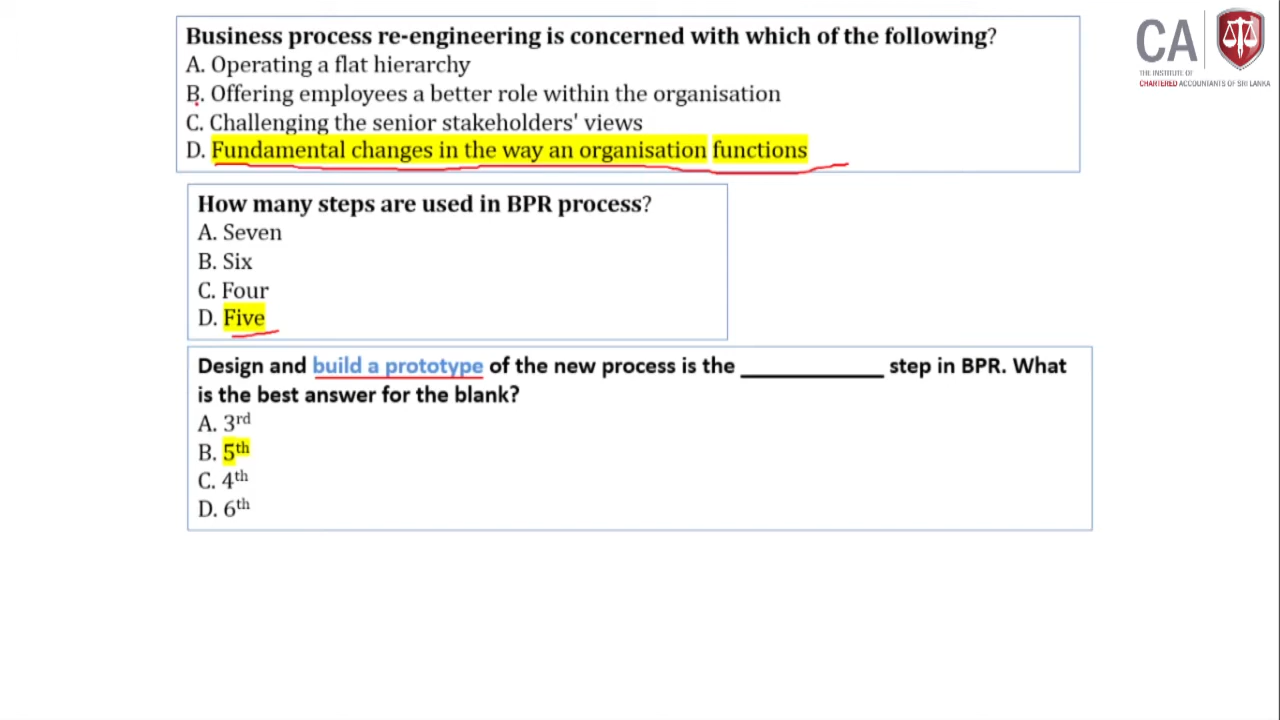 Business process re-engineering is concerned with which of the following?
A. Operating a flat hierarchy
B. Offering employees a better role within the organisation
C. Challenging the senior stakeholders' views
D. Fundamental changes in the way an organisation functions
How many steps are used in BPR process?
A. Seven
B. Six
C. Four
D. Five
Design and build a prototype of the new process is the ____________ step in BPR. What
is the best answer for the blank?
A. 3rd
B. 5th
C. 4th
D. 6th
CA
THE INSTITUTE OF
CHARTERED ACCOUNTANTS OF SRI LANKA